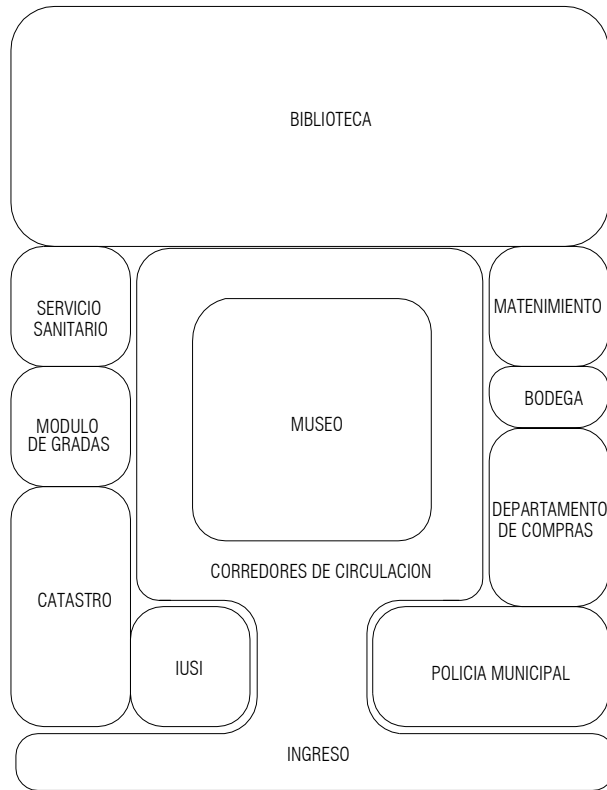 BIBLIOTECA
SERVICIO
SANITARIO
MATENIMIENTO
BODEGA
MODULO
DE GRADAS
MUSEO
DEPARTAMENTO
DE COMPRAS
CORREDORES DE CIRCULACION
CATASTRO
IUSI
POLICIA MUNICIPAL
INGRESO